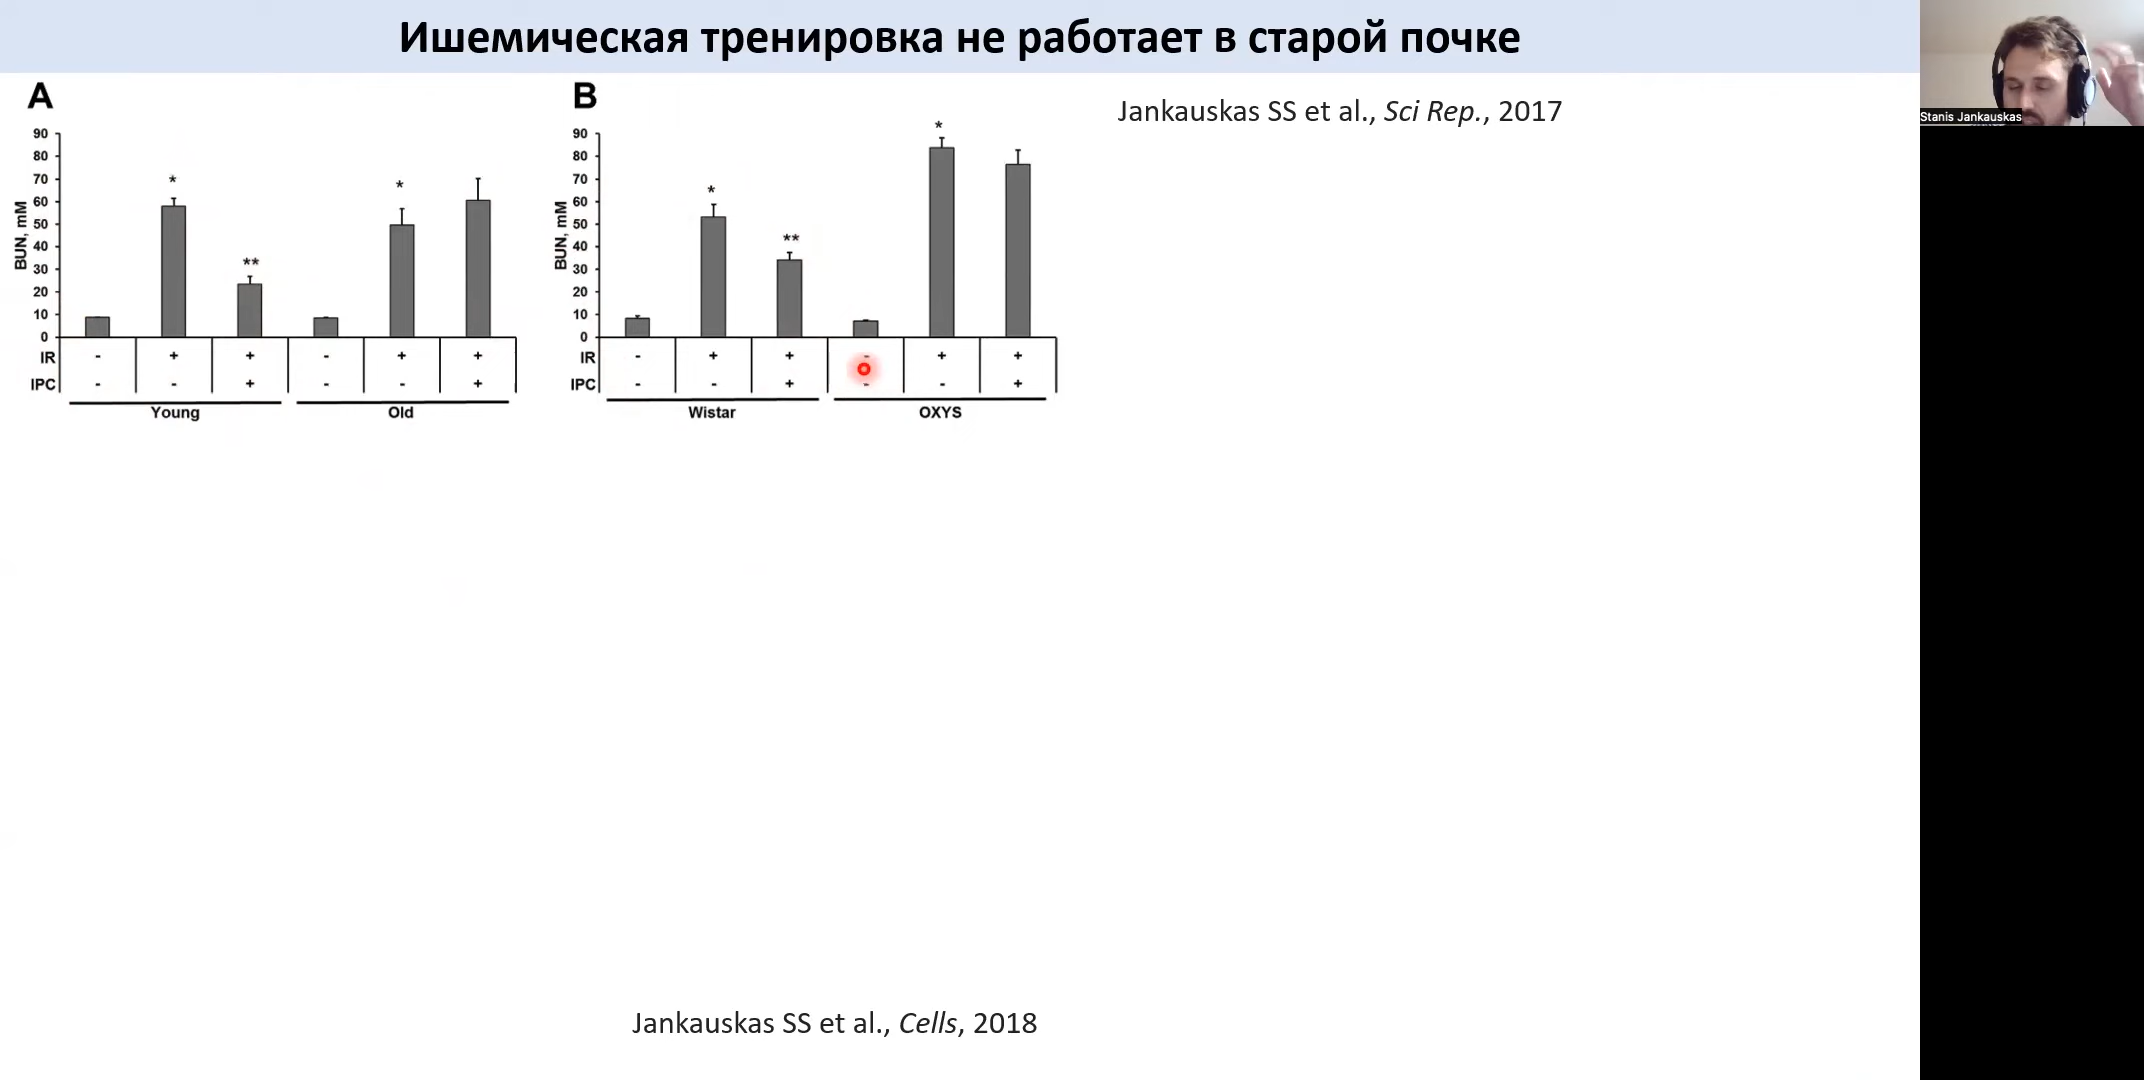 Ишемическая тренировка не работает в старой почке
Stanis Jankauskas
A
B
Jankauskas SS et al., Sci Rep., 2017
BUN, mM
90
80
70
60
50
40
30
20
10
0
*
**
*
IR - + + - + +
IPC - - + - - +
Young Old
BUN, mM
90
80
70
60
50
40
30
20
10
0
*
**
*
IR - + + - + +
IPC - - + - - +
Wistar OXYS
Jankauskas SS et al., Cells, 2018